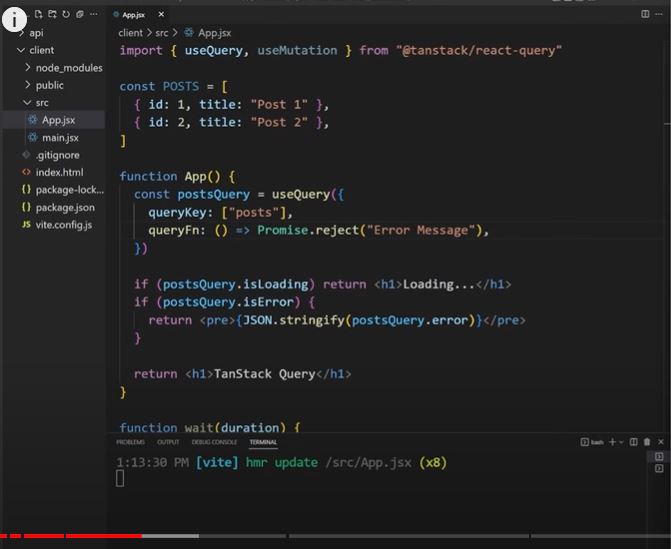 i
App.jsx
api
client
node_modules
public
src
App.jsx
main.jsx
.gitignore
index.html
package-lock...
package.json
JS vite.config.js
client > src > App.jsx
import { useQuery, useMutation } from "@tanstack/react-query"
const POSTS = [
{ id: 1, title: "Post 1" },
{ id: 2, title: "Post 2" },
]
function App() {
const postsQuery = useQuery({
queryKey: ["posts"],
queryFn: () => Promise.reject("Error Message"),
})
if (postsQuery.isLoading) return <h1>Loading...</h1>
if (postsQuery.isError) {
return <pre>{JSON.stringify(postsQuery.error)}</pre>
}
return <h1>TanStack Query</h1>
}
function wait(duration) {
PROBLEMS OUTPUT DEBUG CONSOLE TERMINAL
bash
1:13:30 PM [vite] hmr update /src/App.jsx (x8)